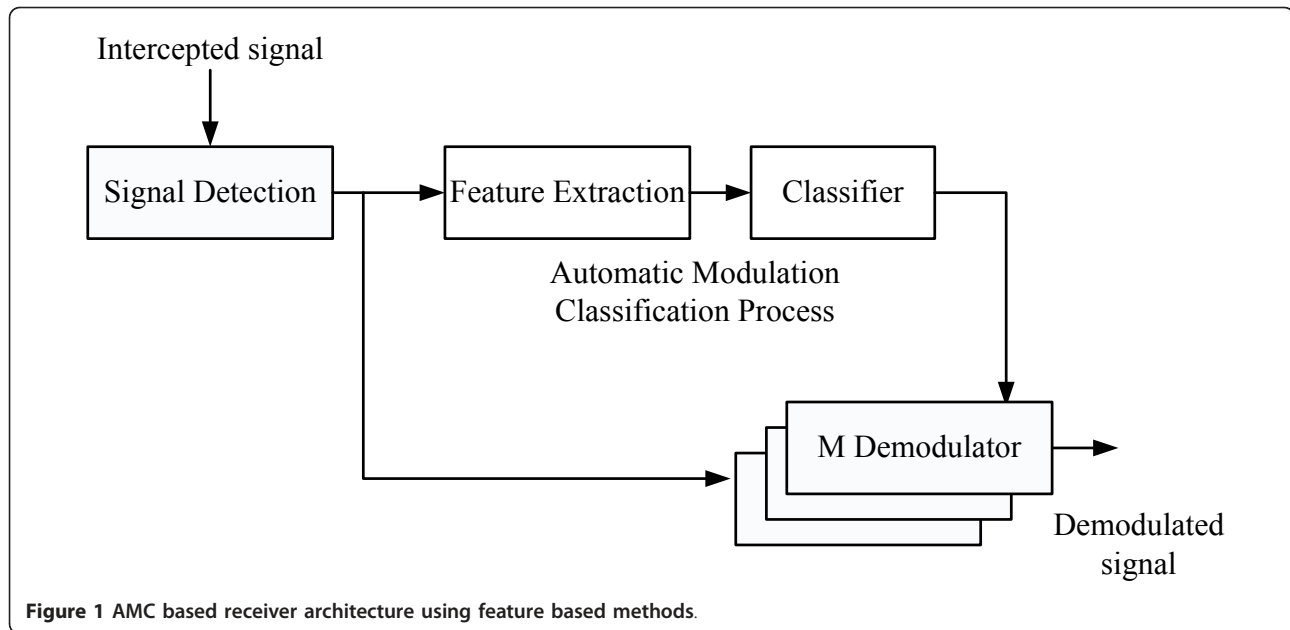 Intercepted signal
Signal Detection
Feature Extraction
Classifier
Automatic Modulation
Classification Process
M Demodulator
Demodulated
signal
Figure 1 AMC based receiver architecture using feature based methods.